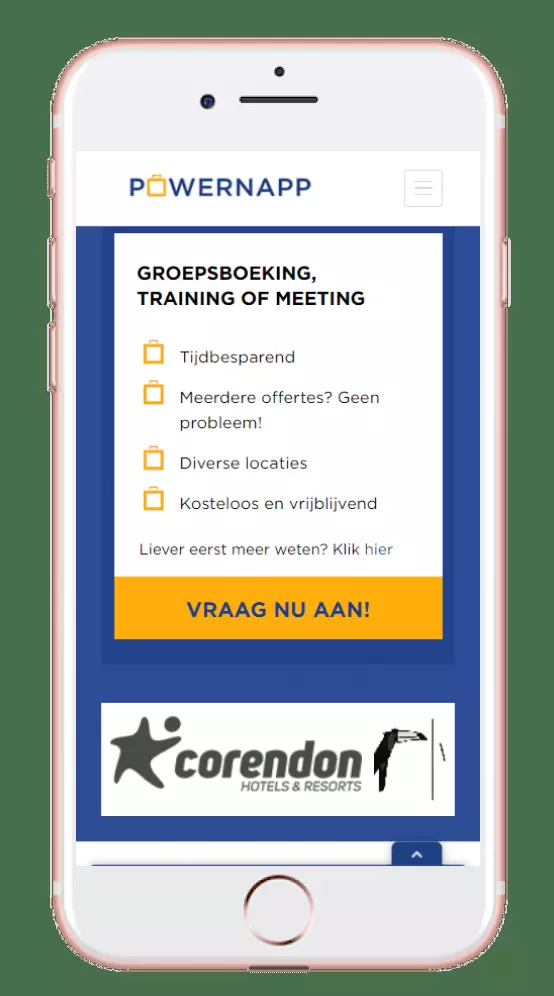 POWERNAPP
GROEPSBOEKING,
TRAINING OF MEETING
Tijdbesparend
Meerdere offertes? Geen
probleem!
Diverse locaties
Kosteloos en vrijblijvend
Liever eerst meer weten? Klik hier
VRAAG NU AAN!
corendon
HOTELS & RESORTS